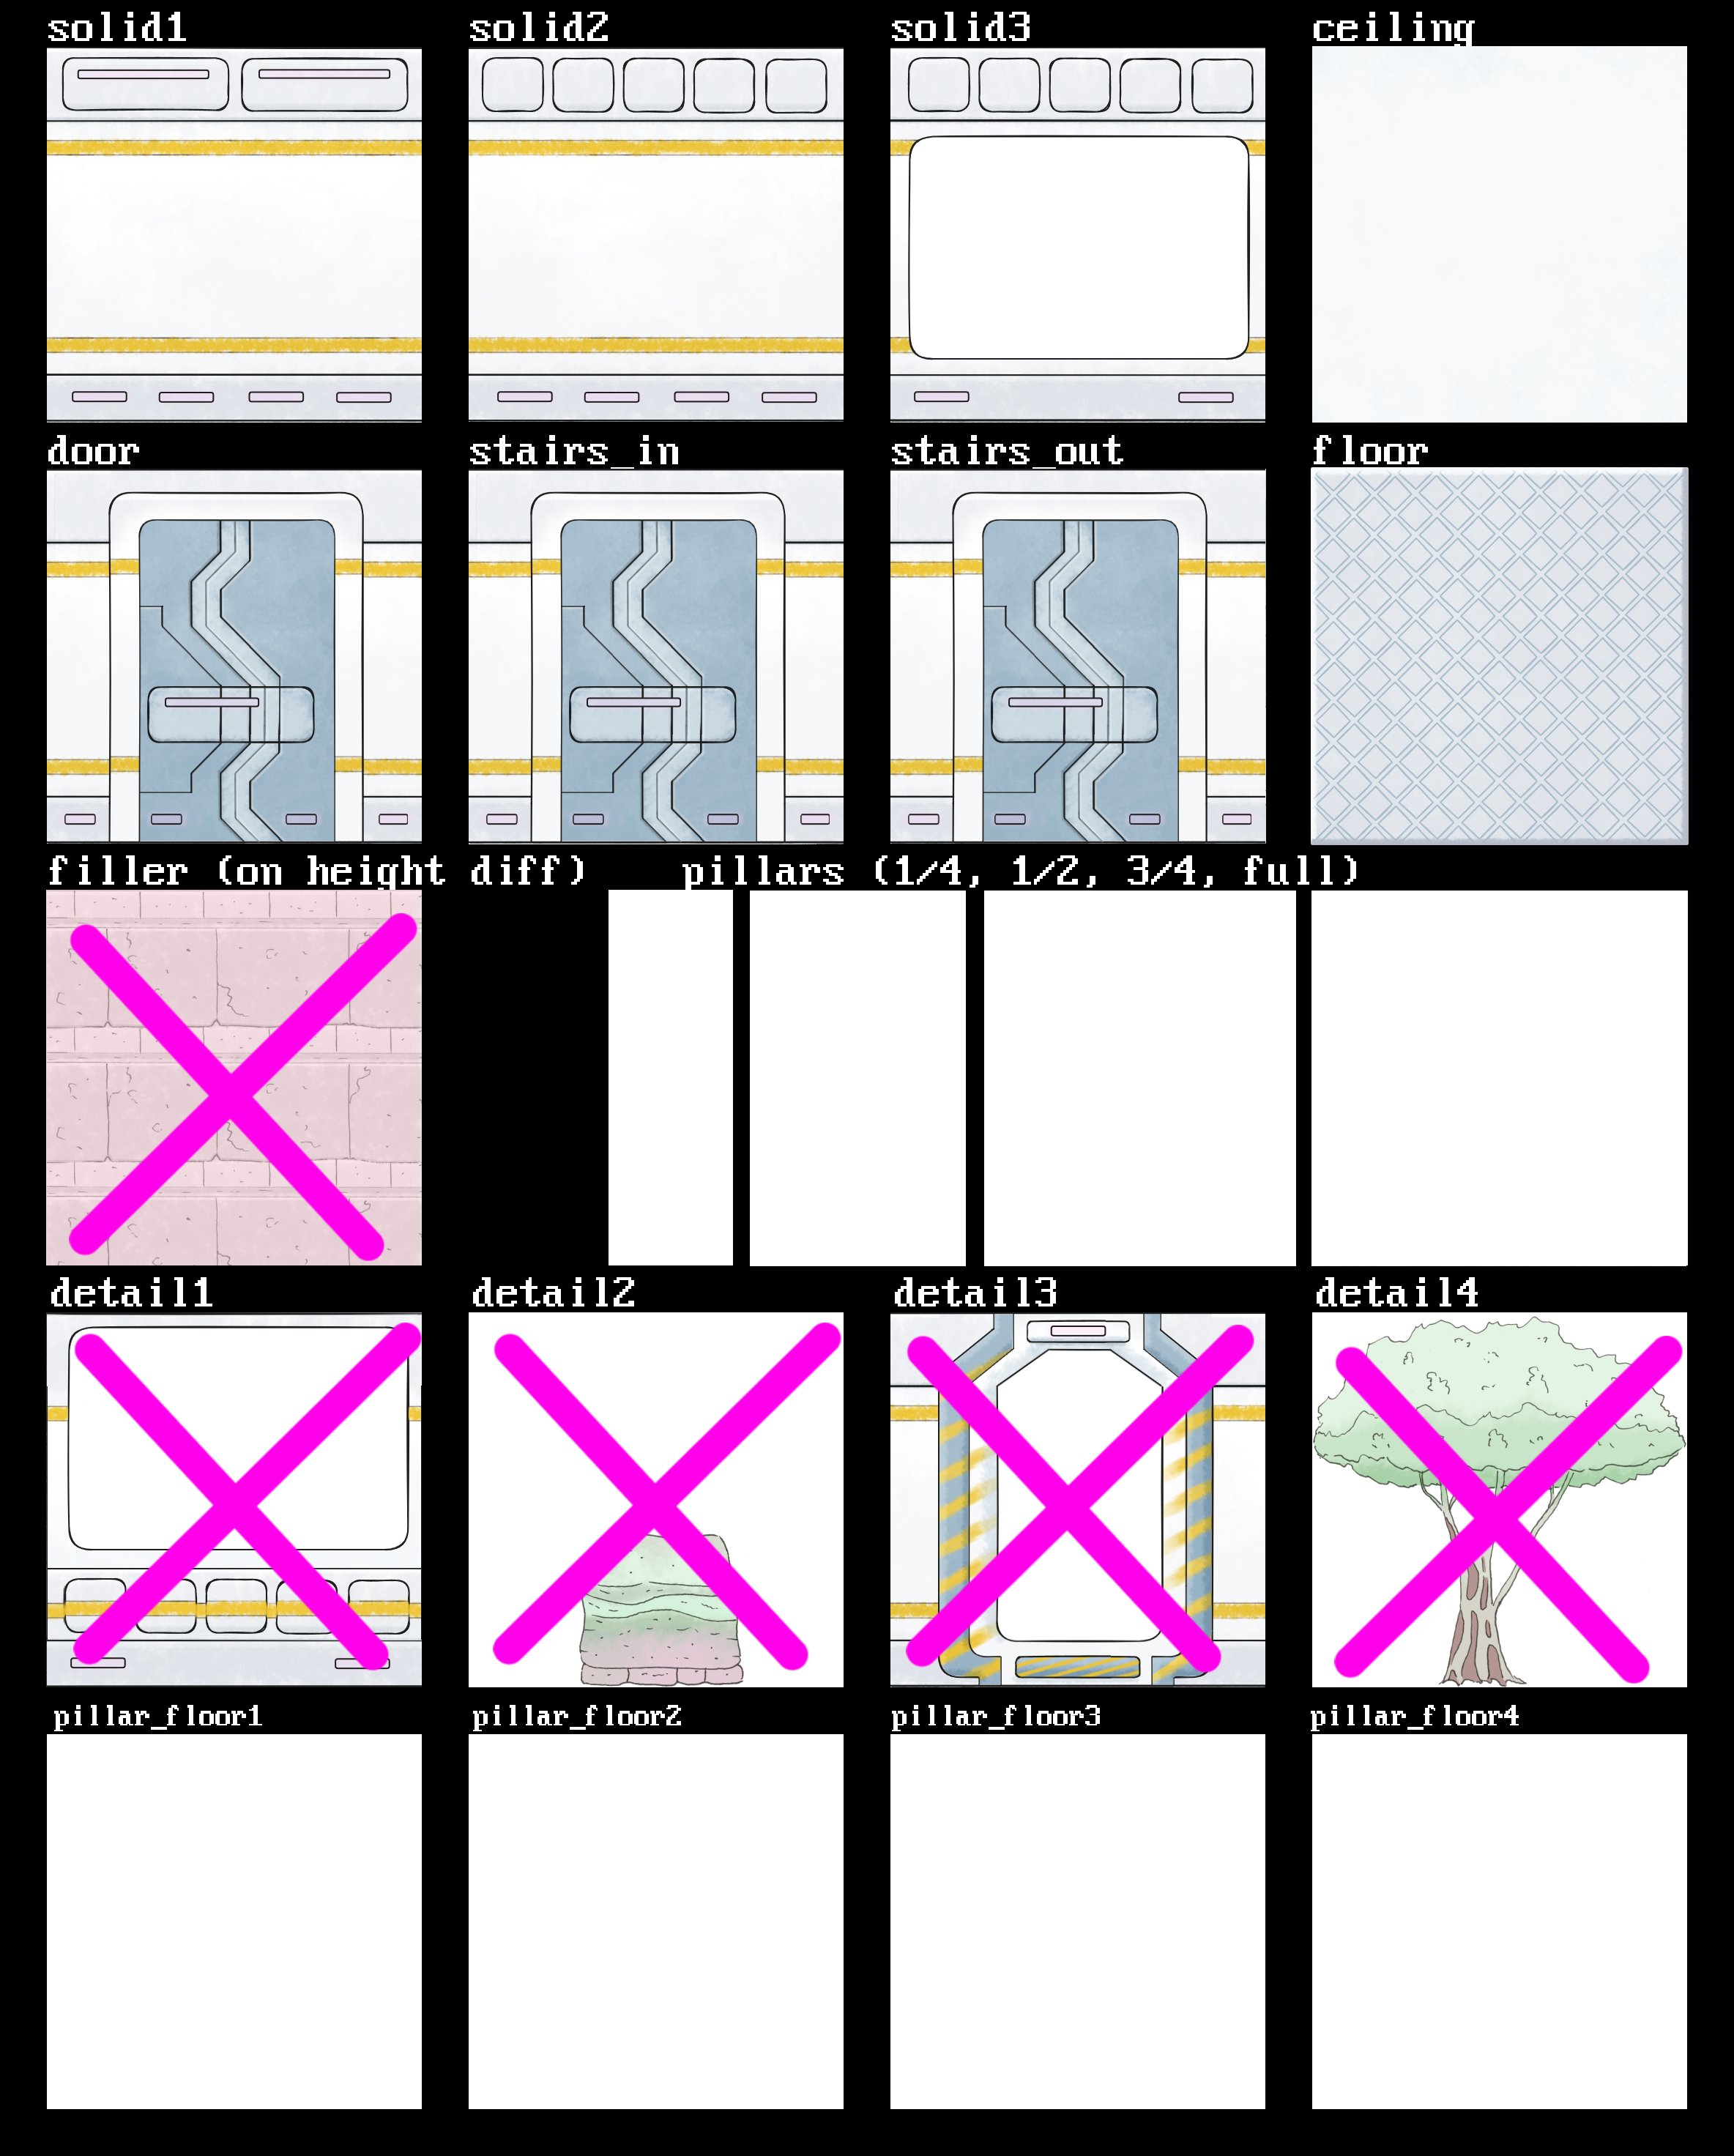 solid1 solid2 solid3 ceiling
door stairs_in stairs_out floor
filler (on height diff) pillars (1/4, 1/2, 3/4, full)
detail1 detail2 detail3 detail4
pillar_floor1 pillar_floor2 pillar_floor3 pillar_floor4